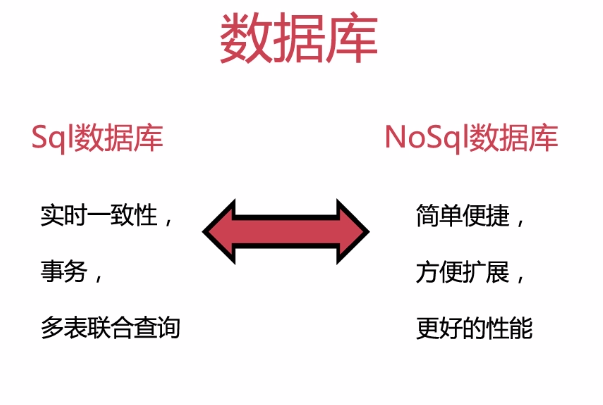 数据库
Sql数据库
NoSql数据库
实时一致性，
事务，
多表联合查询
简单便捷，
方便扩展，
更好的性能